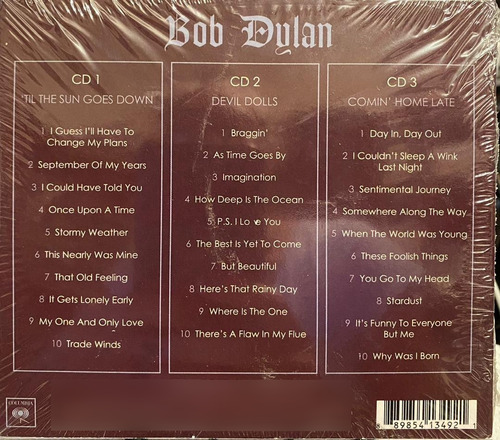 Bob Dylan
CD 1
'TIL THE SUN GOES DOWN
1 I Guess I'll Have To
Change My Plans
2 September Of My Years
3 I Could Have Told You
4 Once Upon A Time
5 Stormy Weather
6 This Nearly Was Mine
7 That Old Feeling
8 It Gets Lonely Early
9 My One And Only Love
10 Trade Winds
CD 2
DEVIL DOLLS
1 Braggin'
2 As Time Goes By
3 Imagination
4 How Deep Is The Ocean
5 P.S. I Love You
6 The Best Is Yet To Come
7 But Beautiful
8 Here's That Rainy Day
9 Where Is The One
10 There's A Flaw In My Flue
CD 3
COMIN' HOME LATE
1 Day In, Day Out
2 I Couldn't Sleep A Wink
Last Night
3 Sentimental Journey
4 Somewhere Along The Way
5 When The World Was Young
6 These Foolish Things
7 You Go To My Head
8 Stardust
9 It's Funny To Everyone
But Me
10 Why Was I Born
COLUMBIA
8 89854 13492 1